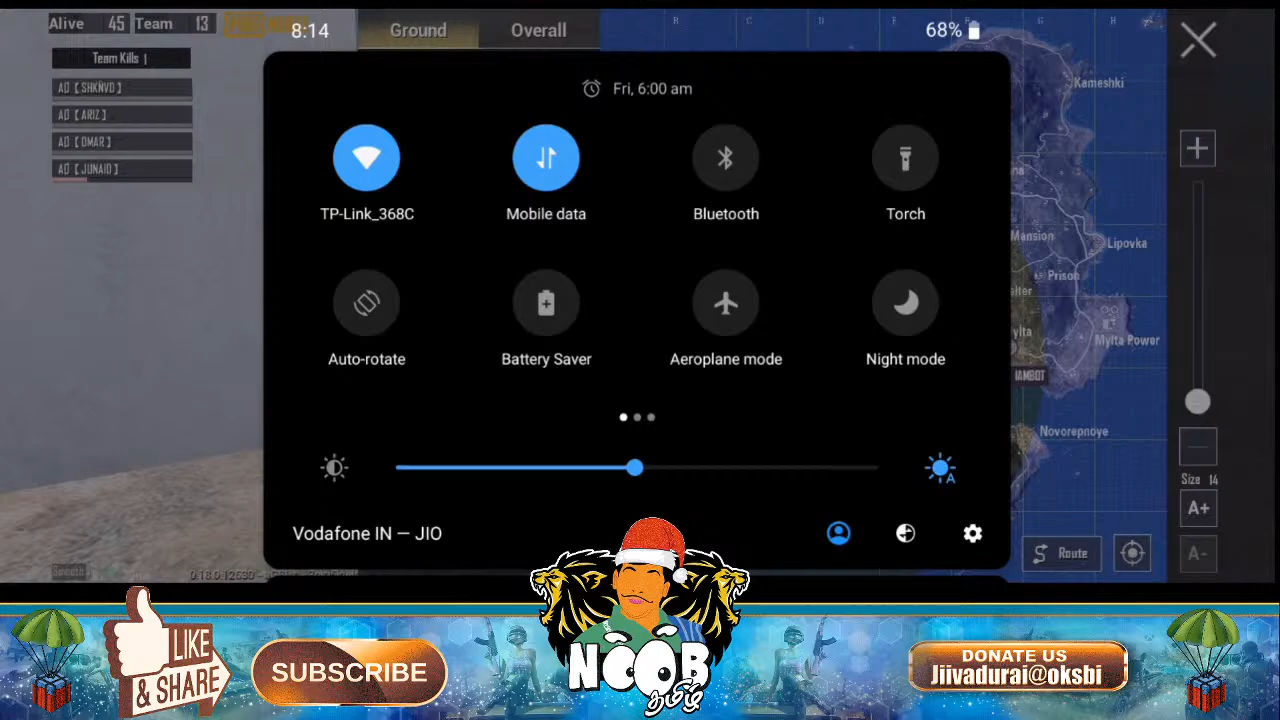 Alive 45 Team 13
8:14
Ground
Overall
68%
Team Kills 1
AD【SHKÑVD】
AD【ARIZ】
AD【OMAR】
AD【JUNAID】
Fri, 6:00 am
TP-Link_368C
Mobile data
Bluetooth
Torch
Auto-rotate
Battery Saver
Aeroplane mode
Night mode
Vodafone IN — JIO
B C D E G H
Kameshki
Mansion
Lipovka
Prison
Mylta Power
Novorepnoye
Size 14
A+
A-
Route
LIKE
& SHARE
SUBSCRIBE
NOOB
தமிழ்
DONATE US
Jiivadurai@oksbi